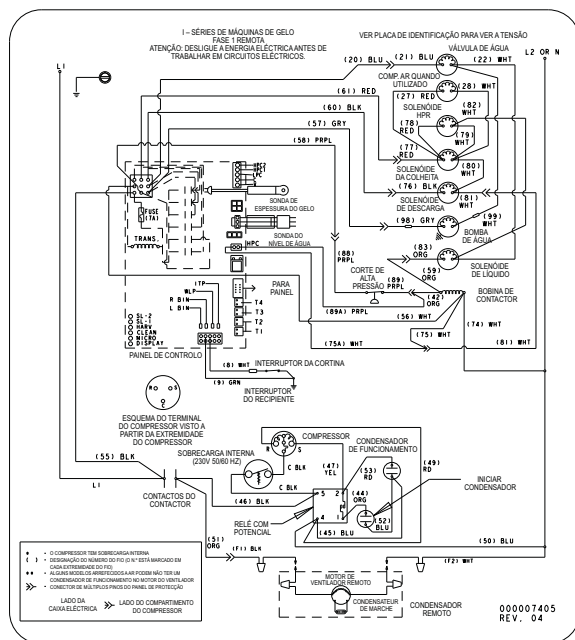 I – SÉRIES DE MÁQUINAS DE GELO
FASE 1 REMOTA
ATENÇÃO: DESLIGUE A ENERGIA ELÉCTRICA ANTES DE
TRABALHAR EM CIRCUITOS ELÉCTRICOS.
VER PLACA DE IDENTIFICAÇÃO PARA VER A TENSÃO
L1
L2 OR N
VÁLVULA DE ÁGUA
(20) BLU
(21) BLU
(22) WHT
COMP. AR QUANDO
UTILIZADO
(61) RED
(27) RED
(28) WHT
(60) BLK
SOLENÓIDE
HPR
(82)
WHT
(57) GRY
(78)
RED
(79)
WHT
(58) PRPL
(77)
RED
SOLENÓIDE
DA COLHEITA
(80)
WHT
(76) BLK
SOLENÓIDE
DE DESCARGA
(81)
WHT
(98) GRY
BOMBA
DE ÁGUA
(99)
WHT
(83)
ORG
SOLENÓIDE
DE LÍQUIDO
(59)
ORG
FUSE
(7A)
TRANS.
HPC2
HPC1
LPC
SONDA DE
ESPESSURA DO GELO
SONDA DO
NÍVEL DE ÁGUA
HPC
(88)
PRPL
CORTE DE
ALTA
PRESSÃO
(89)
PRPL
(42)
ORG
BOBINA DE
CONTACTOR
PARA
PAINEL
(89A) PRPL
(56) WHT
(74) WHT
(75) WHT
(75A) WHT
(81) WHT
T4
T3
T2
T1
ITP
WLP
R BIN
L BIN
SL-2
SL-1
HARV
CLEAN
MICRO
DISPLAY
PAINEL DE CONTROLO
(8) WHT
INTERRUPTOR DA CORTINA
(9) GRN
INTERRUPTOR
DO RECIPIENTE
R
S
C
ESQUEMA DO TERMINAL
DO COMPRESSOR VISTO A
PARTIR DA EXTREMIDADE
DO COMPRESSOR
COMPRESSOR
R
S
C
SOBRECARGA INTERNA
(230V 50/60 HZ)
CONDENSADOR
DE FUNCIONAMENTO
C BLK
C BLK
(47)
YEL
(53)
RD
(49)
RD
(55) BLK
L1
CONTACTOS DO
CONTACTOR
(46) BLK
5
2
4
1
(44)
ORG
INICIAR
CONDENSADOR
RELÉ COM
POTENCIAL
(45) BLU
(52)
BLU
(50) BLU
(51)
ORG
(F1) BLK
(F2) WHT
MOTOR DE
VENTILADOR REMOTO
CONDENSATEUR
DE MARCHE
CONDENSADOR
REMOTO
* - O COMPRESSOR TEM SOBRECARGA INTERNA
( ) - DESIGNAÇÃO DO NÚMERO DO FIO (O N.º ESTÁ MARCADO EM
CADA EXTREMIDADE DO FIO)
** - ALGUNS MODELOS ARREFECIDOS A AR PODEM NÃO TER UM
CONDENSADOR DE FUNCIONAMENTO NO MOTOR DO VENTILADOR
- CONECTOR DE MÚLTIPLOS PINOS DO PAINEL DE PROTECÇÃO
LADO DA
CAIXA ELÉCTRICA
LADO DO COMPARTIMENTO
DO COMPRESSOR
000007405
REV. 04